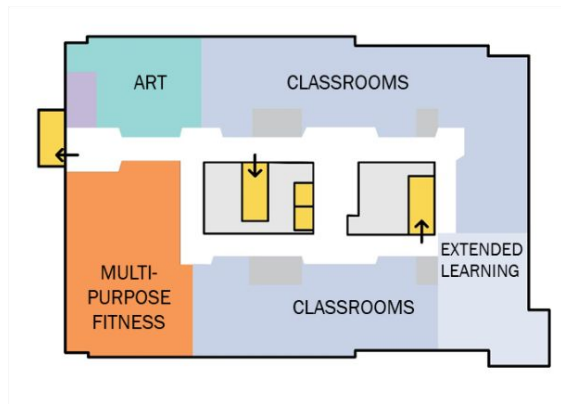 ART
CLASSROOMS
EXTENDED
LEARNING
MULTI-
PURPOSE
FITNESS
CLASSROOMS